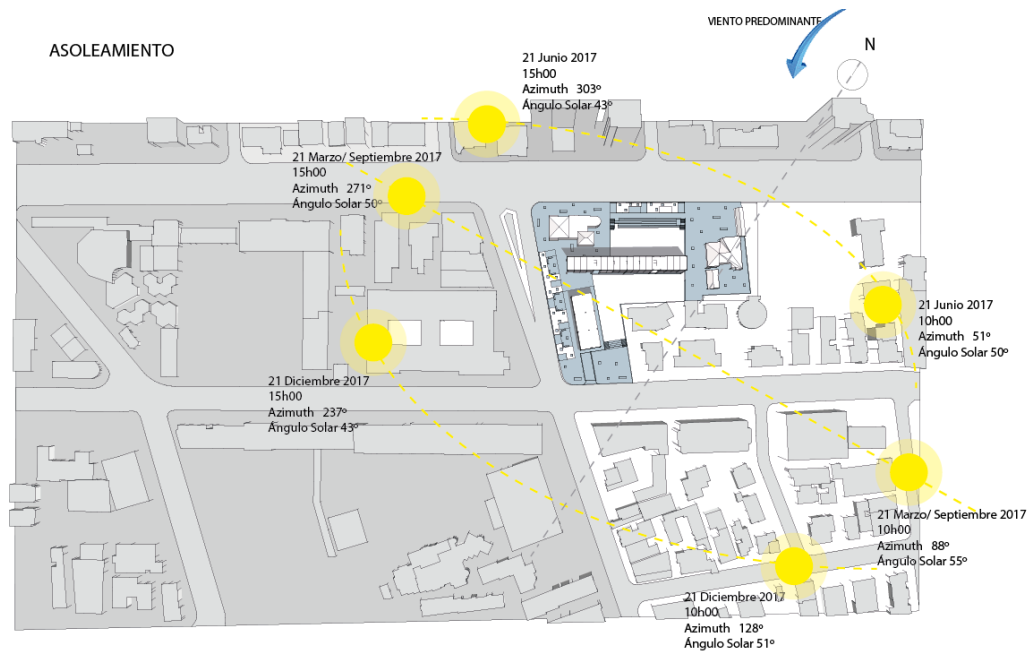 VIENTO PREDOMINANTE
N
ASOLEAMIENTO
21 Junio 2017
15h00
Azimuth 303º
Ángulo Solar 43º
21 Marzo/ Septiembre 2017
15h00
Azimuth 271º
Ángulo Solar 50º
21 Junio 2017
10h00
Azimuth 51º
Ángulo Solar 50º
21 Diciembre 2017
15h00
Azimuth 237º
Ángulo Solar 43º
21 Marzo/ Septiembre 2017
10h00
Azimuth 88º
Ángulo Solar 55º
21 Diciembre 2017
10h00
Azimuth 128º
Ángulo Solar 51º